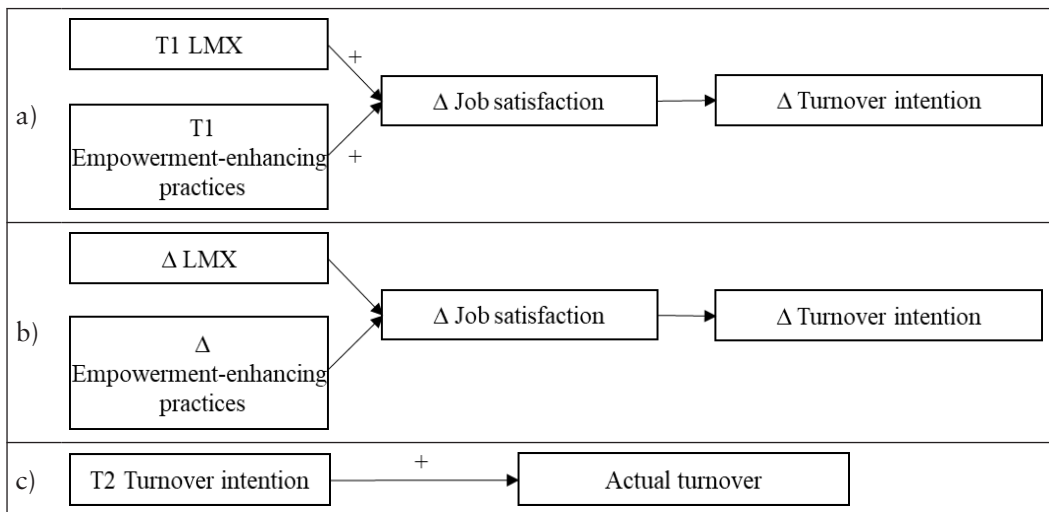 a)
T1 LMX
+
T1
Empowerment-enhancing
practices
+
Δ Job satisfaction
Δ Turnover intention
b)
Δ LMX
Δ
Empowerment-enhancing
practices
Δ Job satisfaction
Δ Turnover intention
c)
T2 Turnover intention
+
Actual turnover